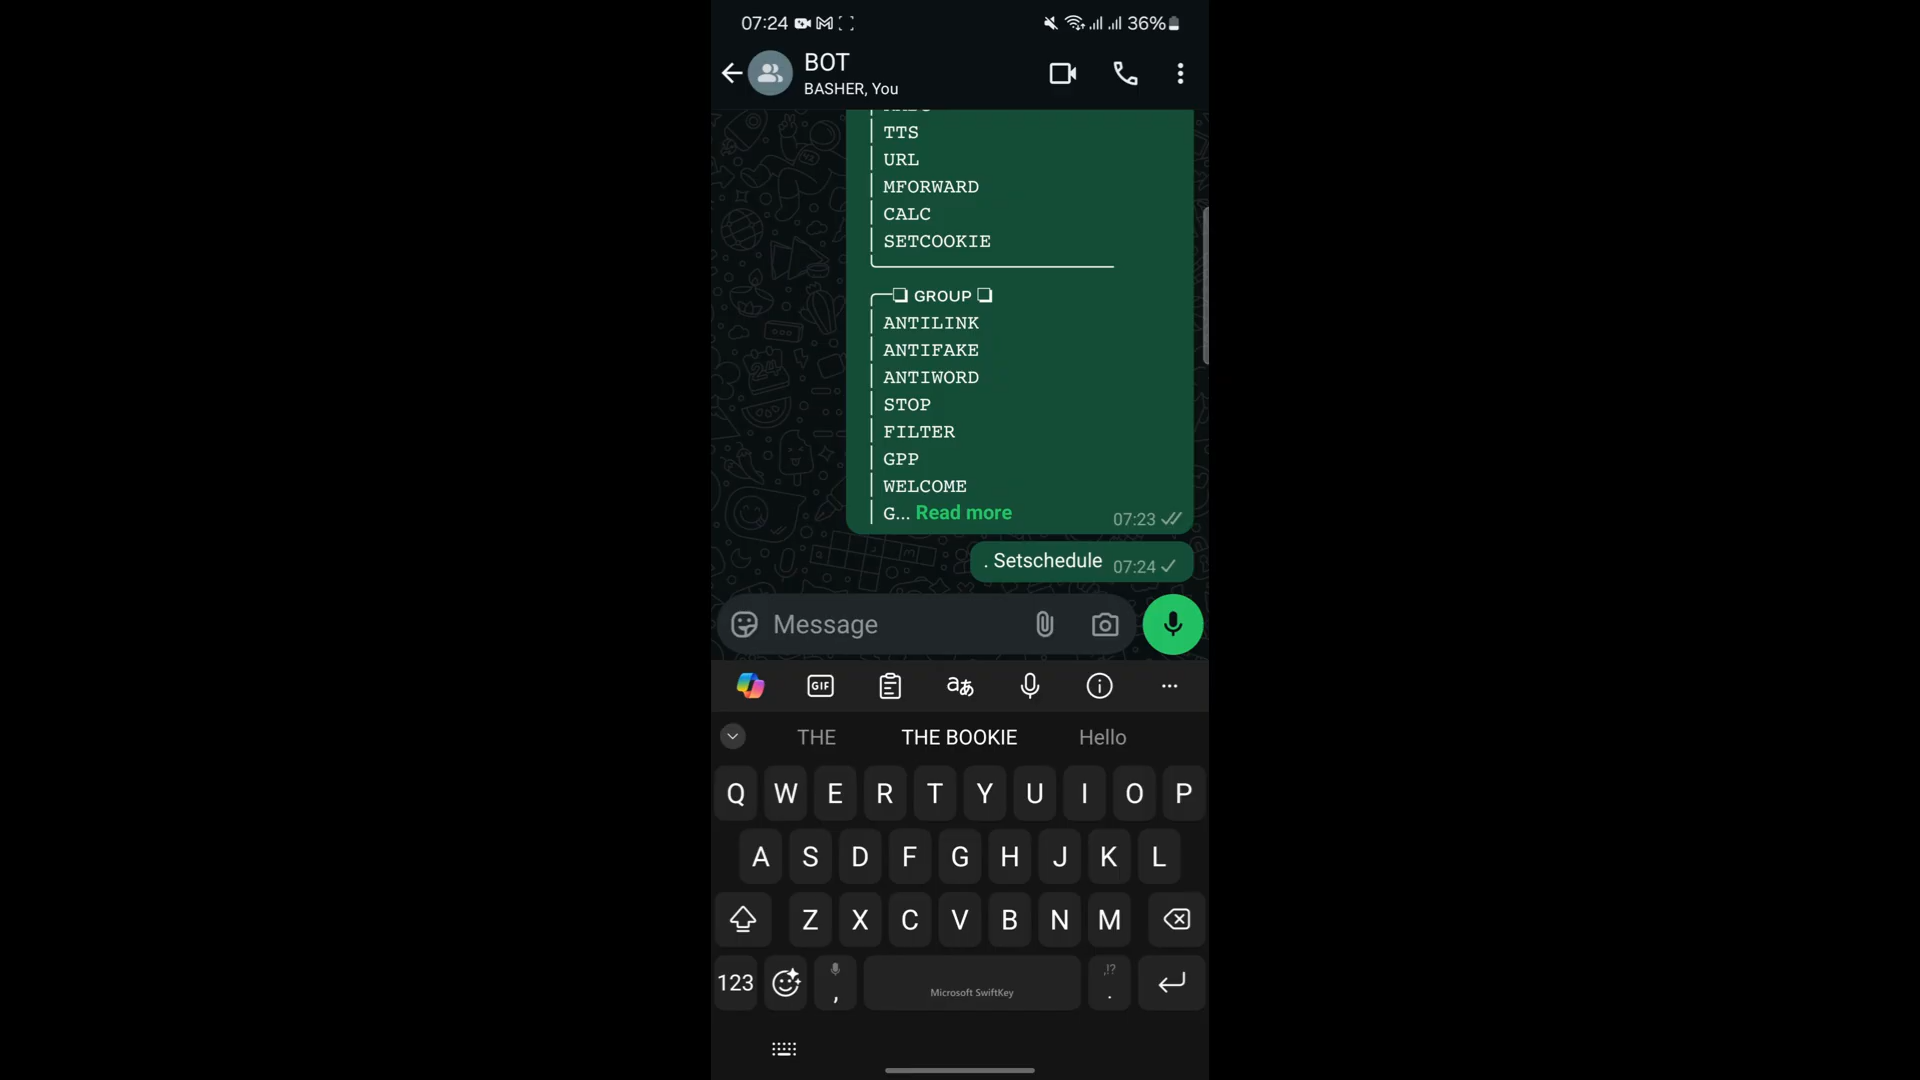 07:24 36%
BOT
BASHER, You
TTS
URL
MFORWARD
CALC
SETCOOKIE
GROUP
ANTILINK
ANTIFAKE
ANTIWORD
STOP
FILTER
GPP
WELCOME
G... Read more 07:23
. Setschedule 07:24
Message
GIF
THE THE BOOKIE Hello
Q W E R T Y U I O P
A S D F G H J K L
Z X C V B N M
123 , Microsoft SwiftKey ,!? .